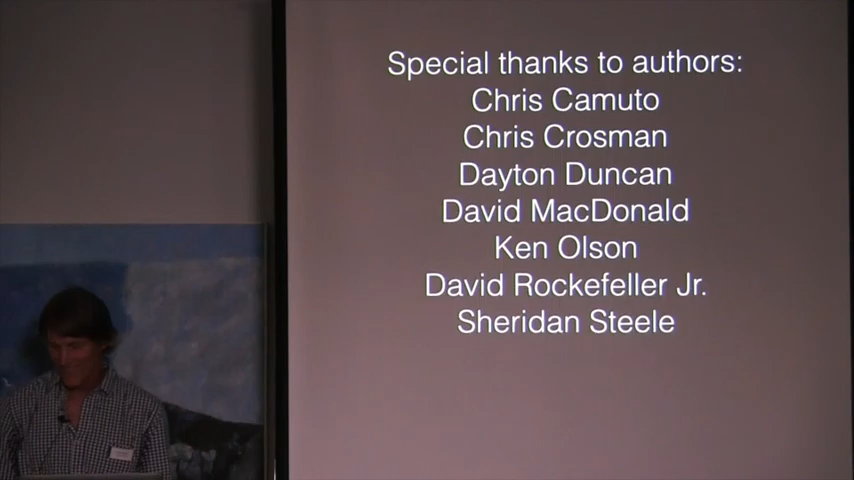 Special thanks to authors:
Chris Camuto
Chris Crosman
Dayton Duncan
David MacDonald
Ken Olson
David Rockefeller Jr.
Sheridan Steele